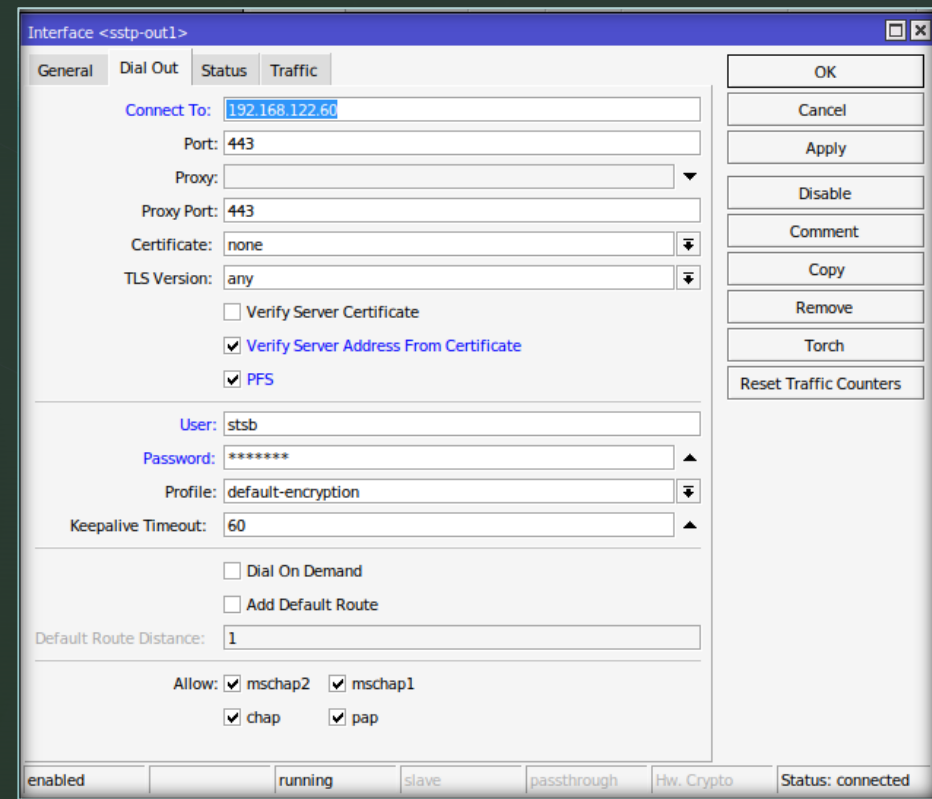 Interface <sstp-out1>
General Dial Out Status Traffic
Connect To: 192.168.122.60
Port: 443
Proxy:
Proxy Port: 443
Certificate: none
TLS Version: any
Verify Server Certificate
Verify Server Address From Certificate
PFS
User: stsb
Password: *******
Profile: default-encryption
Keepalive Timeout: 60
Dial On Demand
Add Default Route
Default Route Distance: 1
Allow: mschap2 mschap1
chap pap
OK
Cancel
Apply
Disable
Comment
Copy
Remove
Torch
Reset Traffic Counters
enabled running slave passthrough Hw. Crypto Status: connected